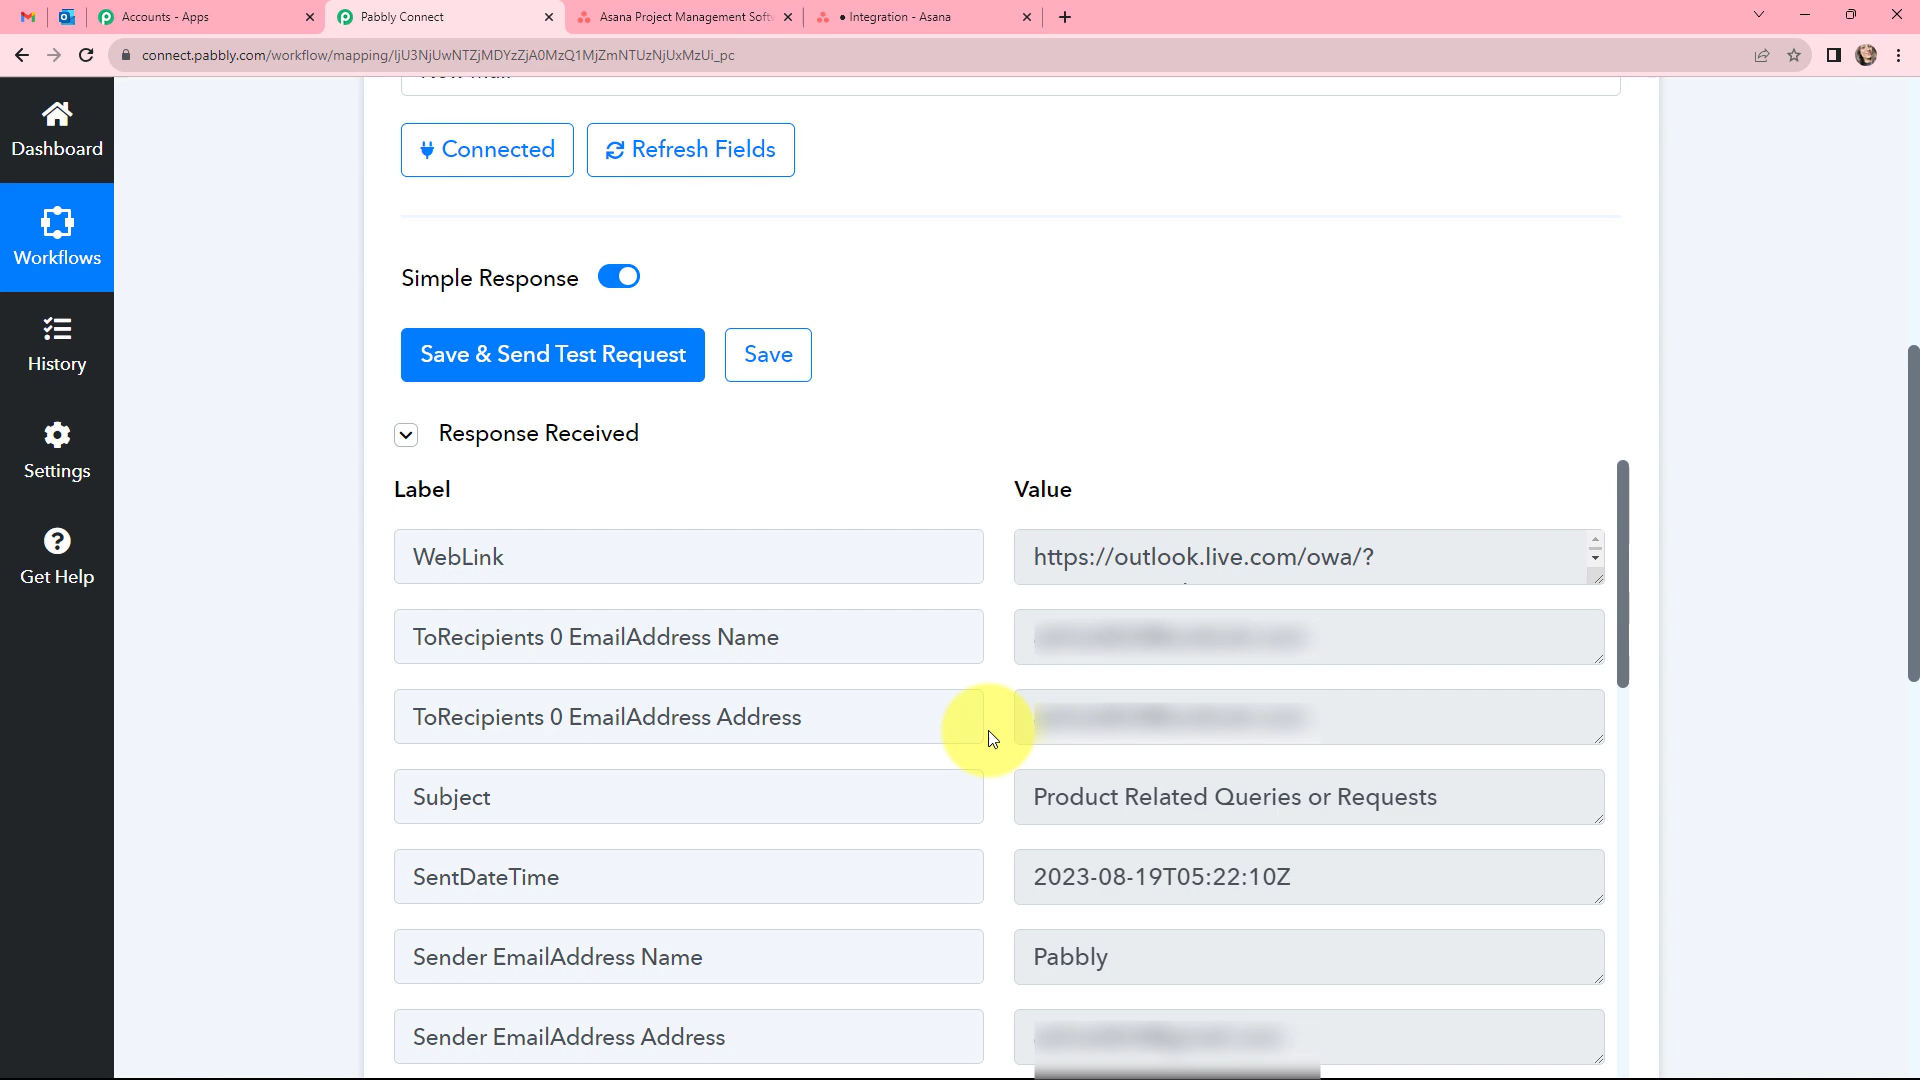 Accounts - Apps
Pabbly Connect
Asana Project Management Softw
• Integration - Asana
connect.pabbly.com/workflow/mapping/IjU3NjUwNTZjMDYzZjA0MzQ1MjZmNTUzNjUxMzUi_pc
Dashboard
Workflows
History
Settings
Get Help
Connected
Refresh Fields
Simple Response
Save & Send Test Request
Save
Response Received
Label
Value
WebLink
https://outlook.live.com/owa/?
ToRecipients 0 EmailAddress Name
ToRecipients 0 EmailAddress Address
Subject
Product Related Queries or Requests
SentDateTime
2023-08-19T05:22:10Z
Sender EmailAddress Name
Pabbly
Sender EmailAddress Address